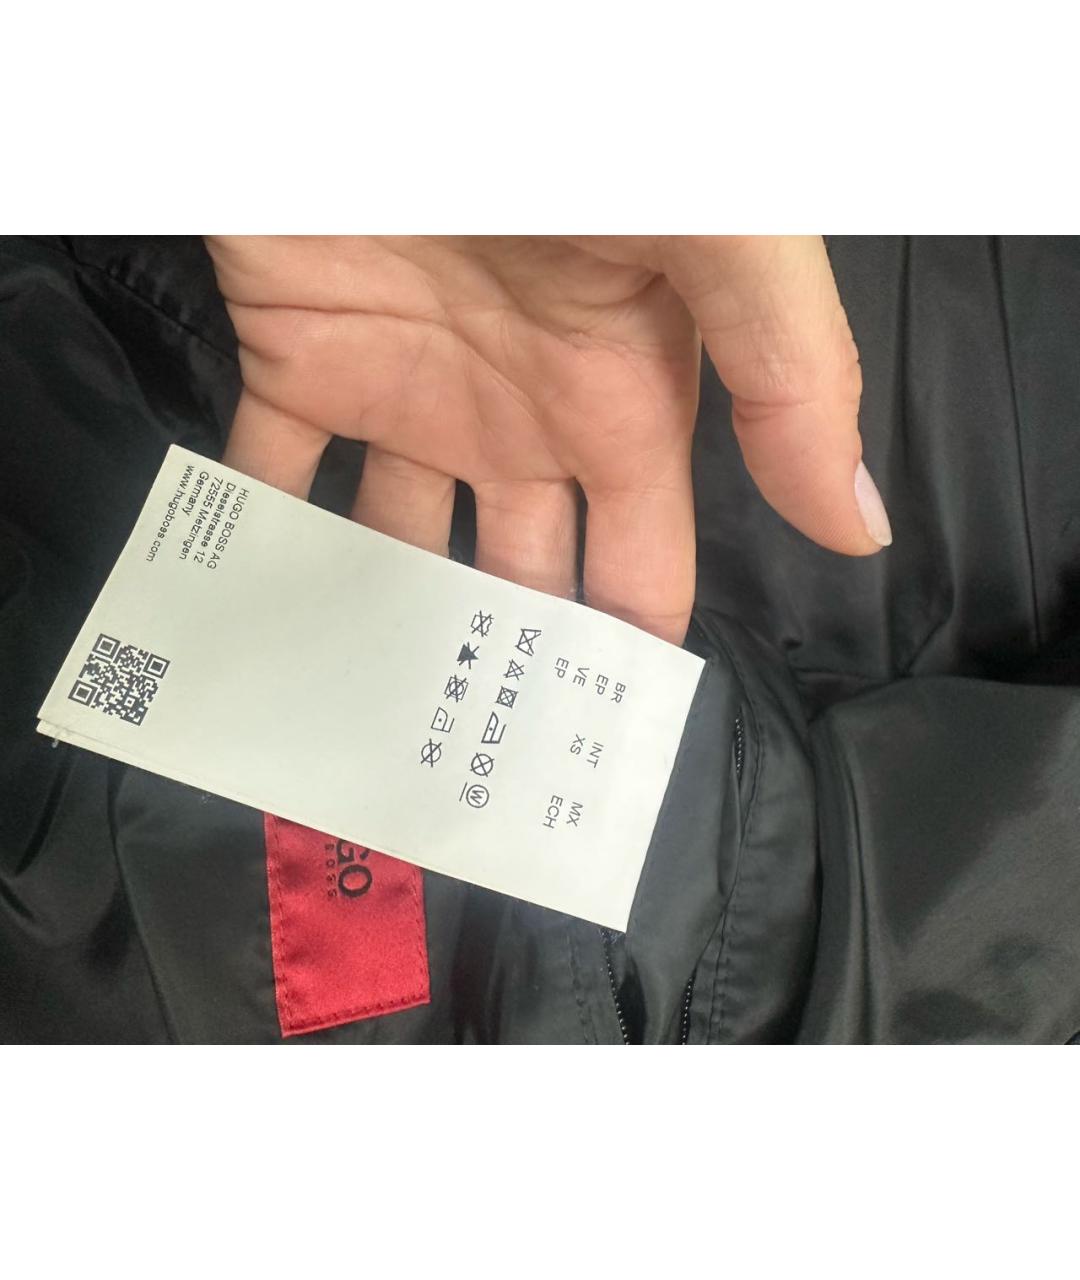 BR INT MX
EP XS ECH
VE
EP
W
HUGO BOSS AG
Dieselstrasse 12
72555 Metzingen
Germany
www.hugoboss.com
GO
BOSS